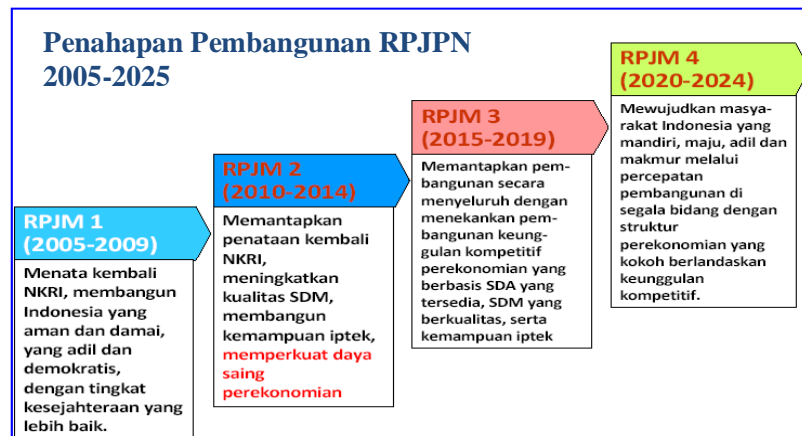 Penahapan Pembangunan RPJPN
2005-2025
RPJM 1
(2005-2009)
Menata kembali
NKRI, membangun
Indonesia yang
aman dan damai,
yang adil dan
demokratis,
dengan tingkat
kesejahteraan yang
lebih baik.
RPJM 2
(2010-2014)
Memantapkan
penataan kembali
NKRI,
meningkatkan
kualitas SDM,
membangun
kemampuan iptek,
memperkuat daya
saing
perekonomian
RPJM 3
(2015-2019)
Memantapkan pem-
bangunan secara
menyeluruh dengan
menekankan pem-
bangunan keung-
gulan kompetitif
perekonomian yang
berbasis SDA yang
tersedia, SDM yang
berkualitas, serta
kemampuan iptek
RPJM 4
(2020-2024)
Mewujudkan masya-
rakat Indonesia yang
mandiri, maju, adil dan
makmur melalui
percepatan
pembangunan di
segala bidang dengan
struktur
perekonomian yang
kokoh berlandaskan
keunggulan
kompetitif.